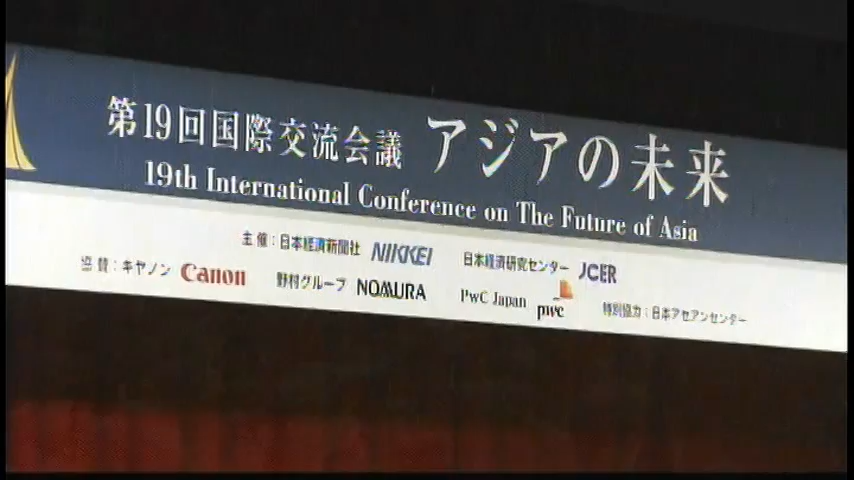 第19回国際交流会議 アジアの未来
19th International Conference on The Future of Asia
主催:日本経済新聞社 NIKKEI 日本経済研究センター JCER
協賛:キヤノン Canon 野村グループ NOMURA PwC Japan pwc 特別協力:日本アセアンセンター